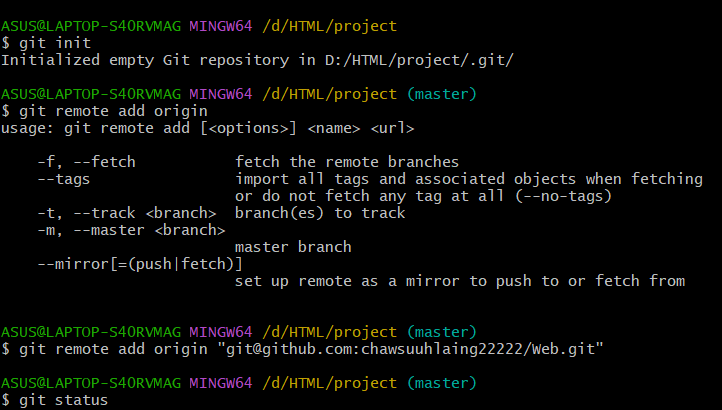 ASUS@LAPTOP-S4ORVMAG MINGW64 /d/HTML/project
$ git init
Initialized empty Git repository in D:/HTML/project/.git/
ASUS@LAPTOP-S4ORVMAG MINGW64 /d/HTML/project (master)
$ git remote add origin
usage: git remote add [<options>] <name> <url>
-f, --fetch fetch the remote branches
--tags import all tags and associated objects when fetching
or do not fetch any tag at all (--no-tags)
-t, --track <branch> branch(es) to track
-m, --master <branch>
master branch
--mirror[=(push|fetch)]
set up remote as a mirror to push to or fetch from
ASUS@LAPTOP-S4ORVMAG MINGW64 /d/HTML/project (master)
$ git remote add origin "git@github.com:chawsuuhlaing22222/Web.git"
ASUS@LAPTOP-S4ORVMAG MINGW64 /d/HTML/project (master)
$ git status